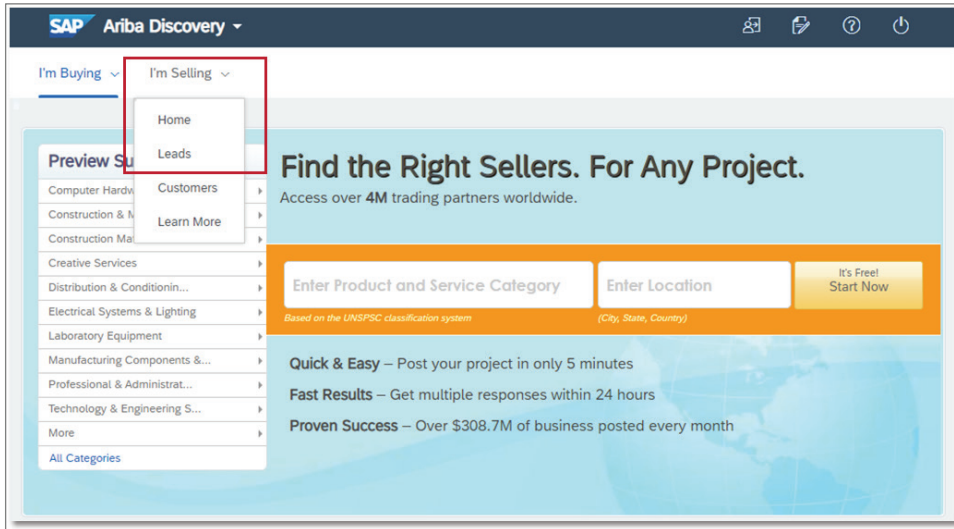 SAP Ariba Discovery
I'm Buying I'm Selling
Home
Leads
Customers
Learn More
Preview Su
Computer Hardw
Construction & M
Construction Ma
Creative Services
Distribution & Conditionin...
Electrical Systems & Lighting
Laboratory Equipment
Manufacturing Components &...
Professional & Administrat...
Technology & Engineering S...
More
All Categories
Find the Right Sellers. For Any Project.
Access over 4M trading partners worldwide.
Enter Product and Service Category Enter Location
It's Free!
Start Now
Based on the UNSPSC classification system (City, State, Country)
Quick & Easy – Post your project in only 5 minutes
Fast Results – Get multiple responses within 24 hours
Proven Success – Over $308.7M of business posted every month